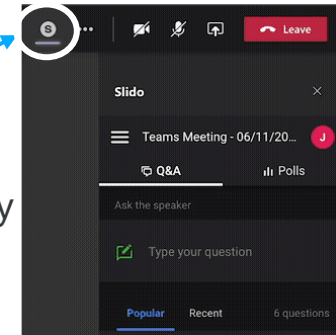 S ••• Leave
Slido
Teams Meeting - 06/11/20... J
Q&A Polls
Ask the speaker
y
Type your question
Popular Recent 6 questions